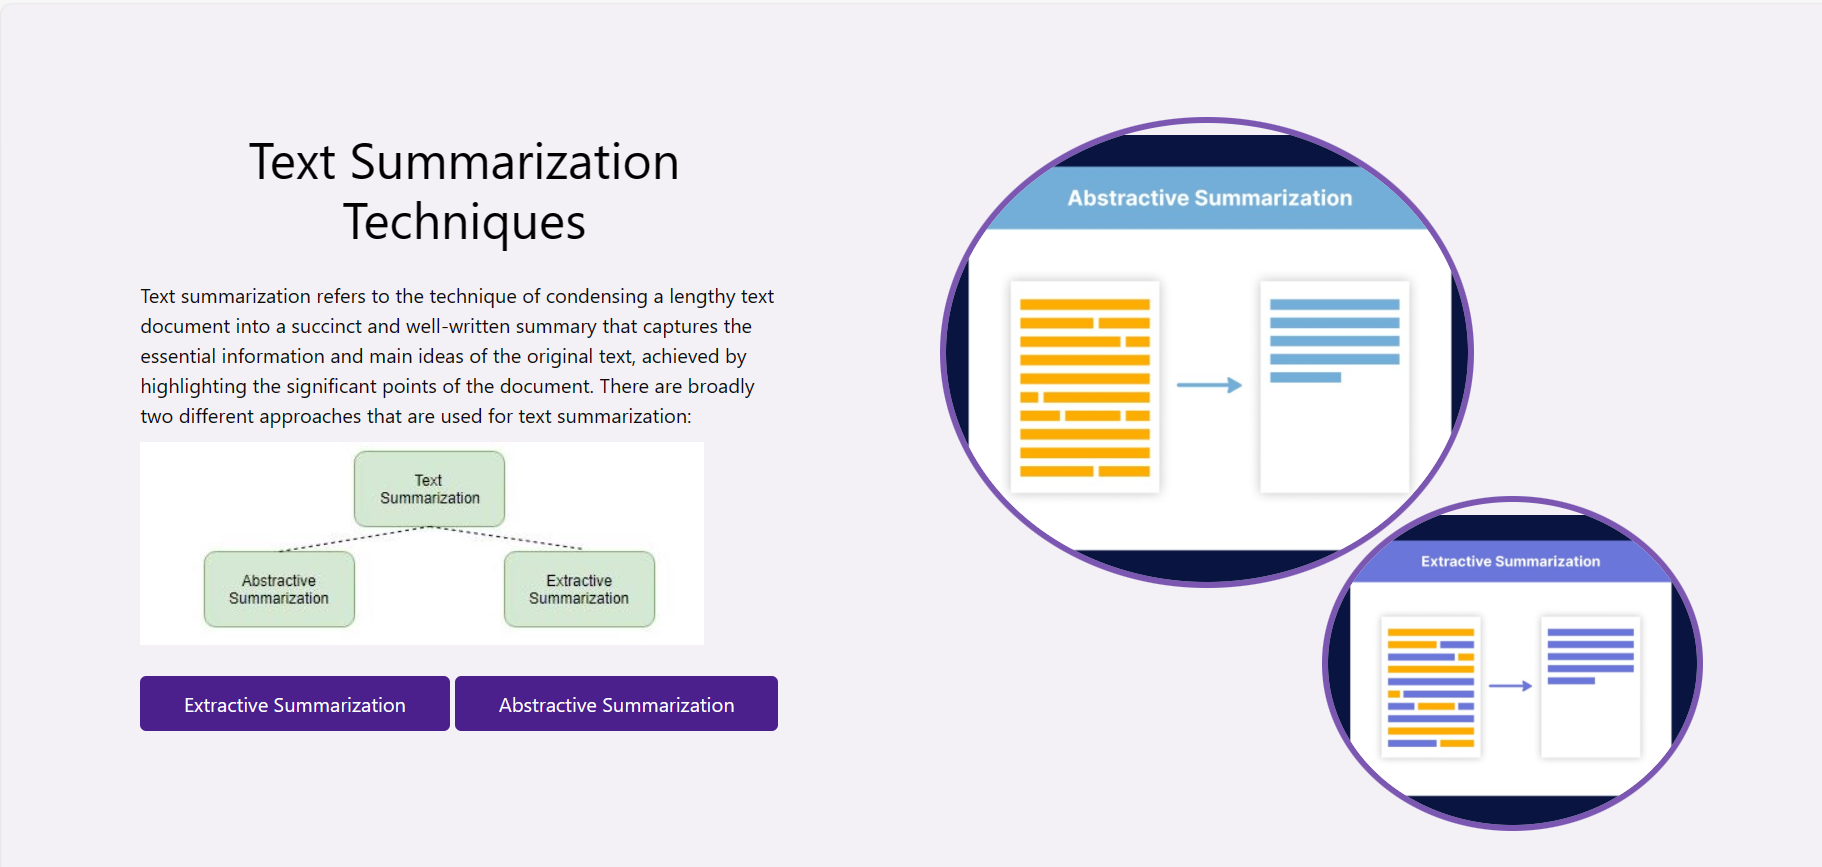 Text Summarization
Techniques
Text summarization refers to the technique of condensing a lengthy text
document into a succinct and well-written summary that captures the
essential information and main ideas of the original text, achieved by
highlighting the significant points of the document. There are broadly
two different approaches that are used for text summarization:
Text
Summarization
Abstractive
Summarization
Extractive
Summarization
Extractive Summarization
Abstractive Summarization
Abstractive Summarization
Extractive Summarization